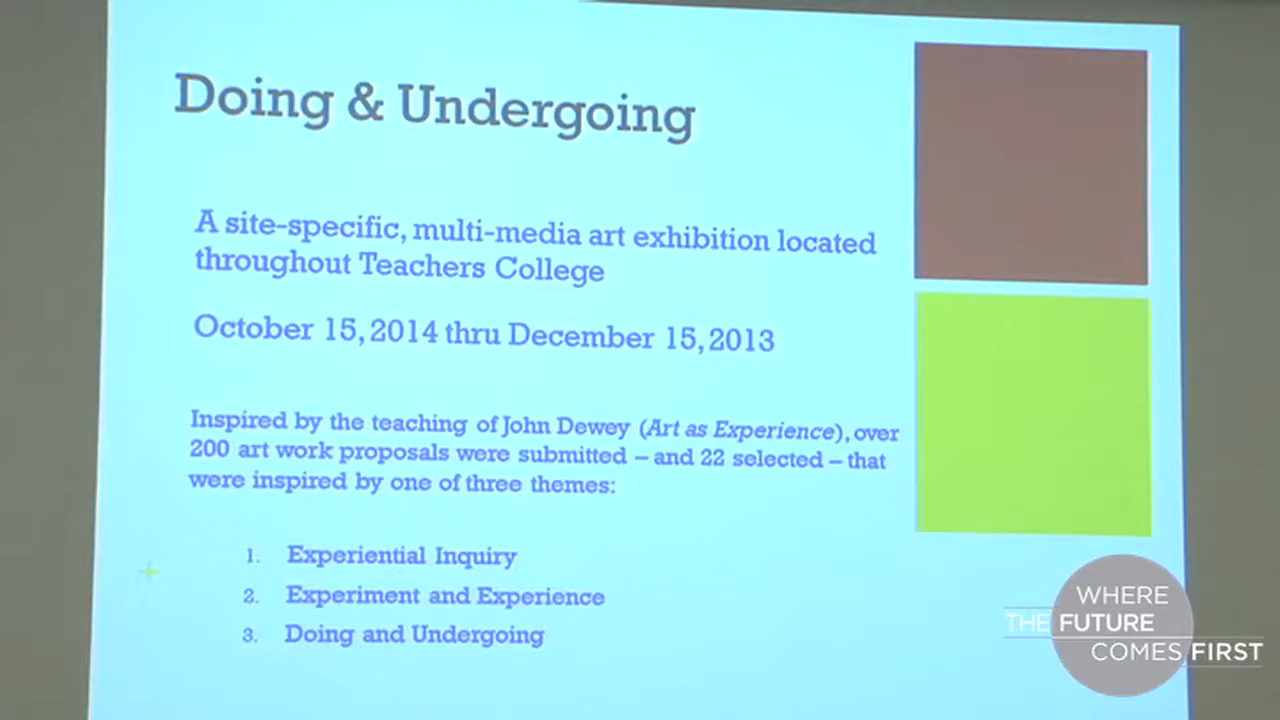 Doing & Undergoing
A site-specific, multi-media art exhibition located
throughout Teachers College
October 15, 2014 thru December 15, 2013
Inspired by the teaching of John Dewey (Art as Experience), over
200 art work proposals were submitted – and 22 selected – that
were inspired by one of three themes:
1. Experiential Inquiry
2. Experiment and Experience
3. Doing and Undergoing
WHERE
THE FUTURE
COMES FIRST